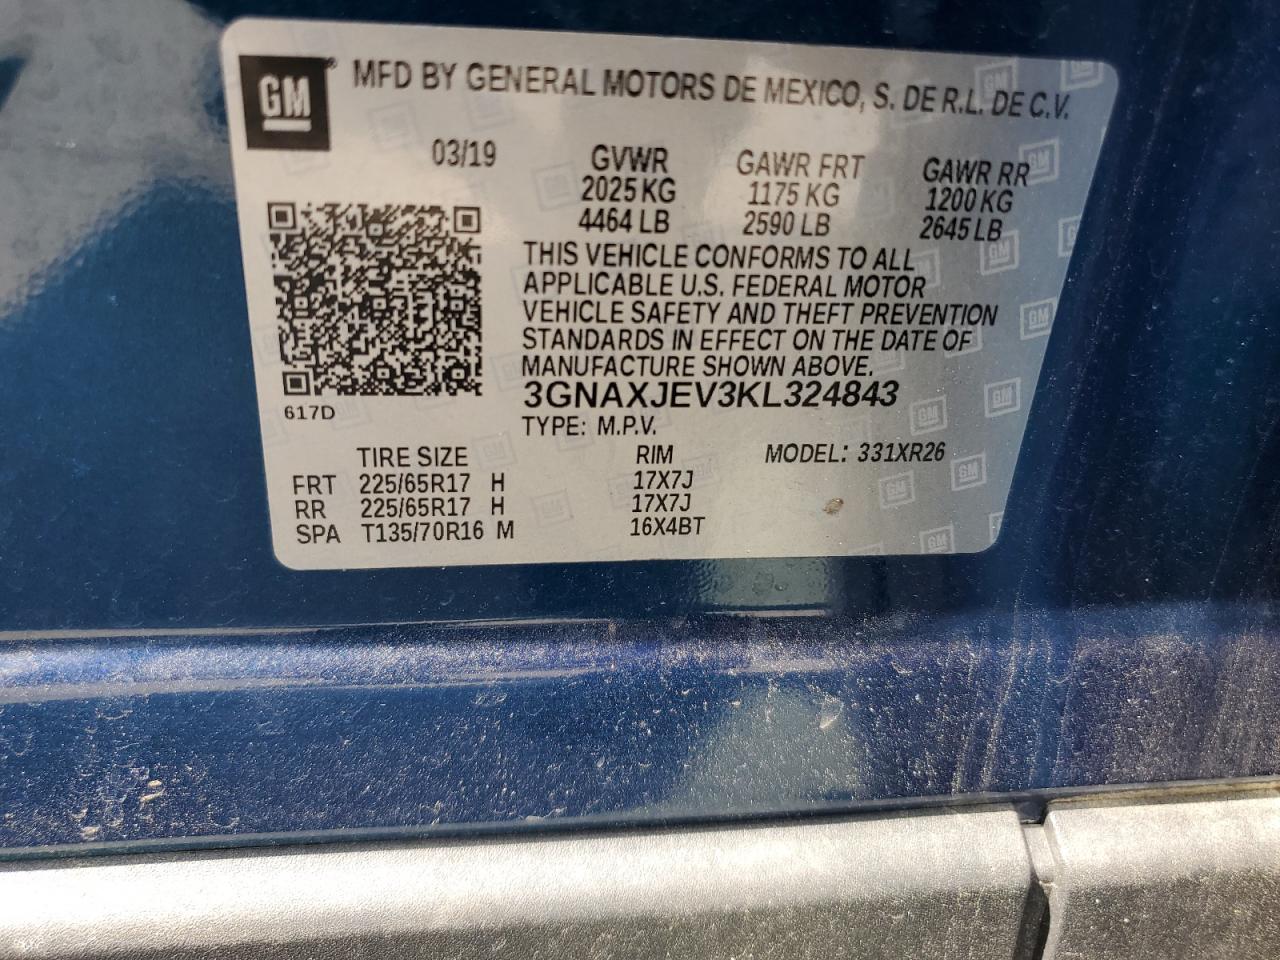 GM® MFD BY GENERAL MOTORS DE MEXICO, S. DE R.L. DE C.V.
03/19 GVWR GAWR FRT GAWR RR
2025 KG 1175 KG 1200 KG
4464 LB 2590 LB 2645 LB
THIS VEHICLE CONFORMS TO ALL
APPLICABLE U.S. FEDERAL MOTOR
VEHICLE SAFETY AND THEFT PREVENTION
STANDARDS IN EFFECT ON THE DATE OF
MANUFACTURE SHOWN ABOVE.
3GNAXJEV3KL324843
617D
TYPE: M.P.V.
TIRE SIZE RIM MODEL: 331XR26
FRT 225/65R17 H 17X7J
RR 225/65R17 H 17X7J
SPA T135/70R16 M 16X4BT